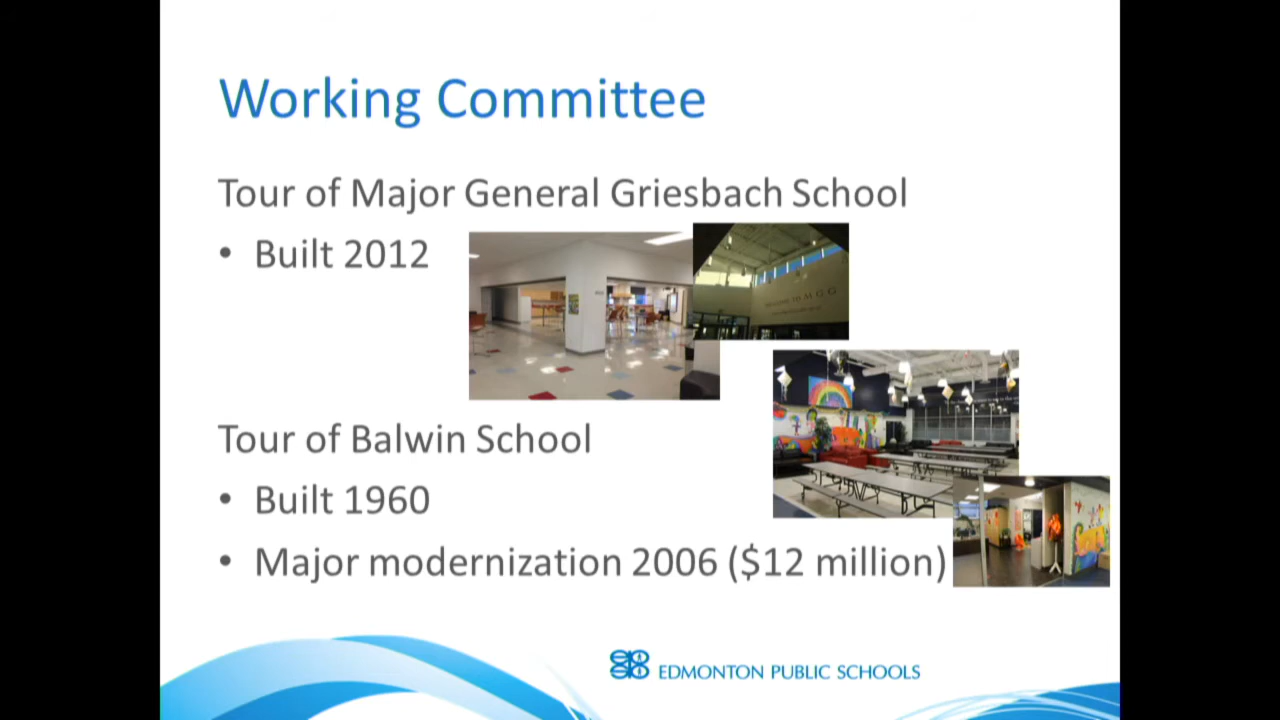 Working Committee
Tour of Major General Griesbach School
• Built 2012
Tour of Balwin School
• Built 1960
• Major modernization 2006 ($12 million)
EDMONTON PUBLIC SCHOOLS